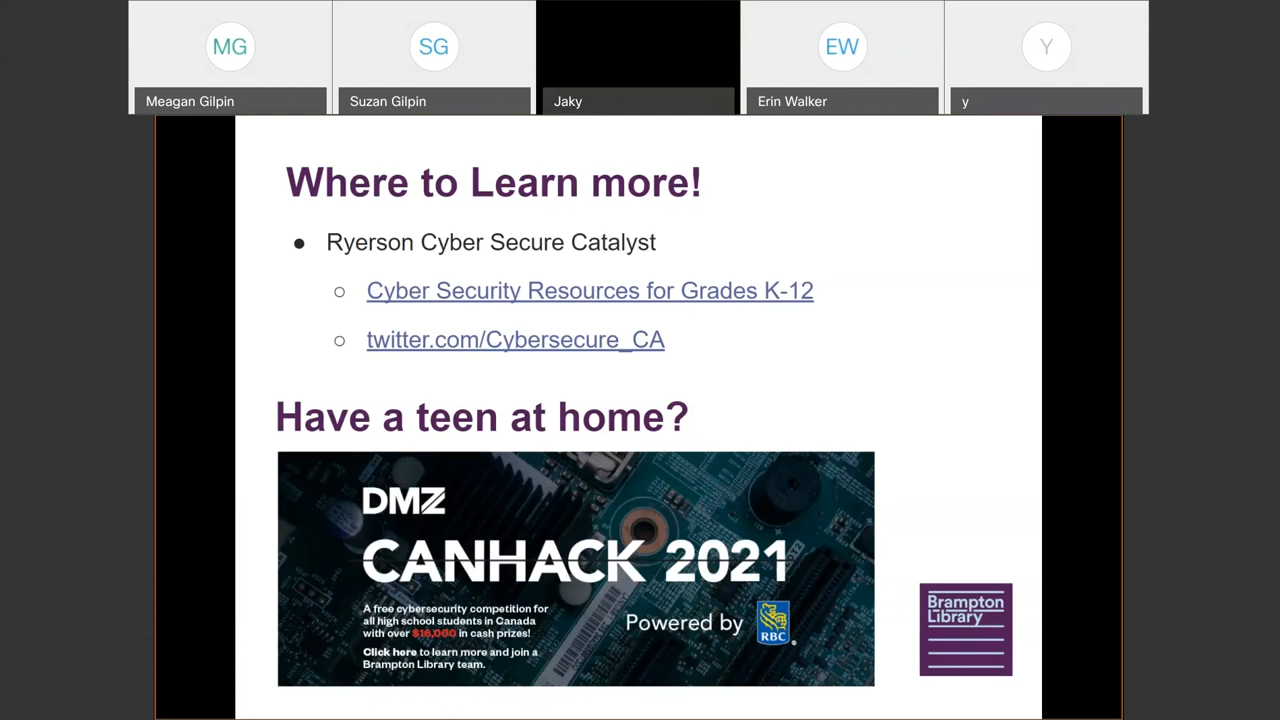 MG
SG
EW
Y
Meagan Gilpin
Suzan Gilpin
Jaky
Erin Walker
y
Where to Learn more!
● Ryerson Cyber Secure Catalyst
○ Cyber Security Resources for Grades K-12
○ twitter.com/Cybersecure_CA
Have a teen at home?
DMZ
CANHACK 2021
A free cybersecurity competition for
all high school students in Canada
with over $16,000 in cash prizes!
Click here to learn more and join a
Brampton Library team.
Powered by
RBC
®
Brampton
Library